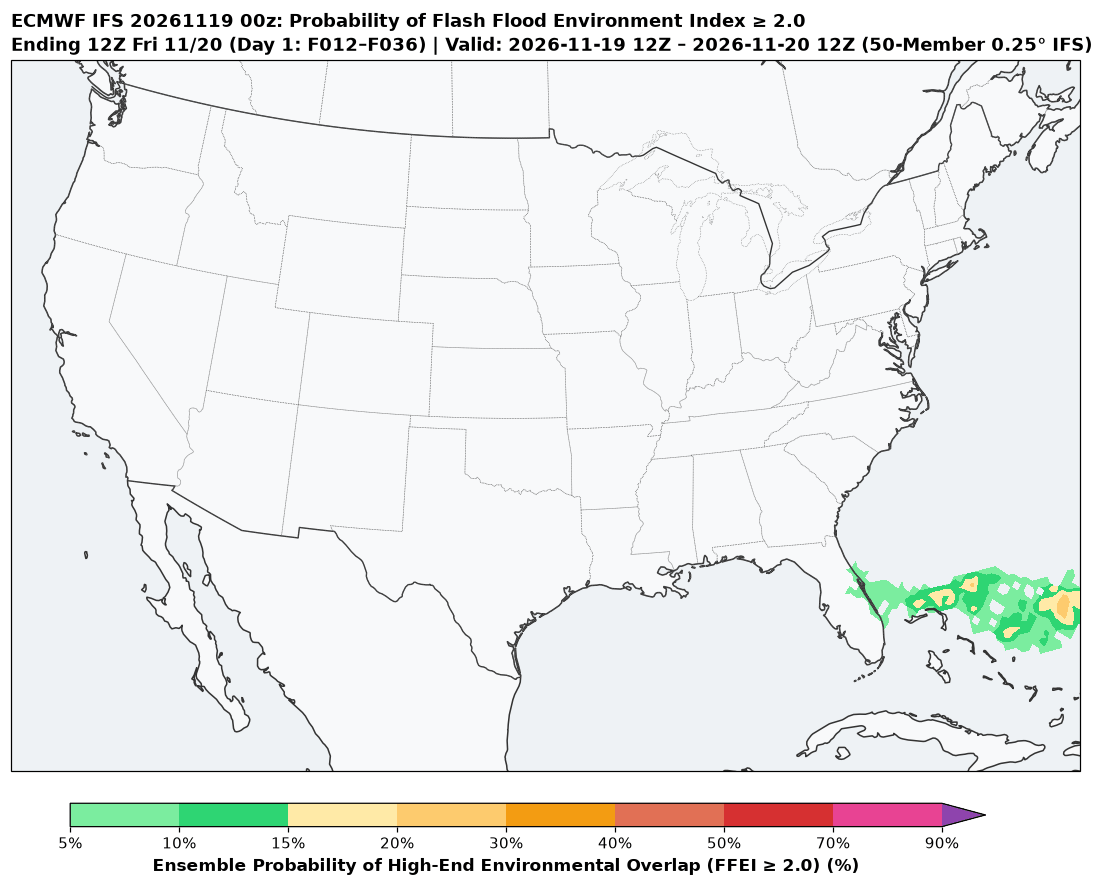 ECMWF IFS 20261119 00z: Probability of Flash Flood Environment Index ≥ 2.0
Ending 12Z Fri 11/20 (Day 1: F012–F036) | Valid: 2026-11-19 12Z – 2026-11-20 12Z (50-Member 0.25° IFS)
5% 10% 15% 20% 30% 40% 50% 70% 90%
Ensemble Probability of High-End Environmental Overlap (FFEI ≥ 2.0) (%)